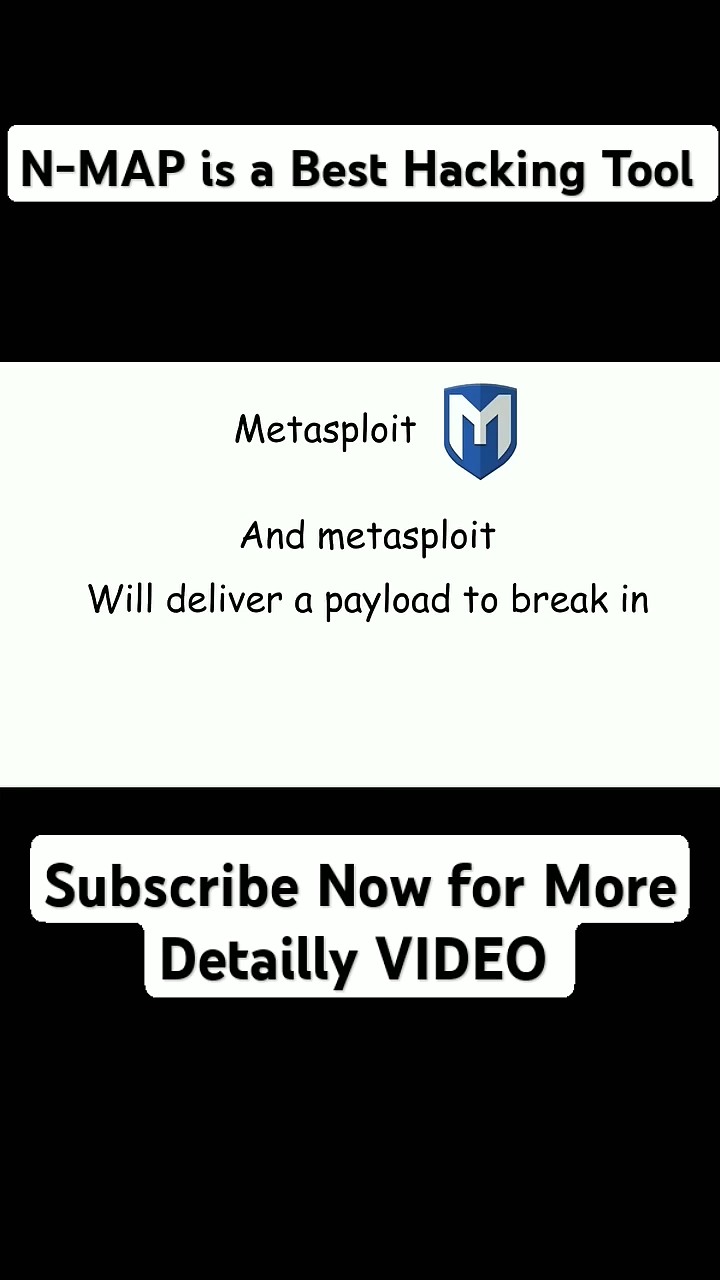 N-MAP is a Best Hacking Tool
Metasploit
And metasploit
Will deliver a payload to break in
Subscribe Now for More
Detailly VIDEO